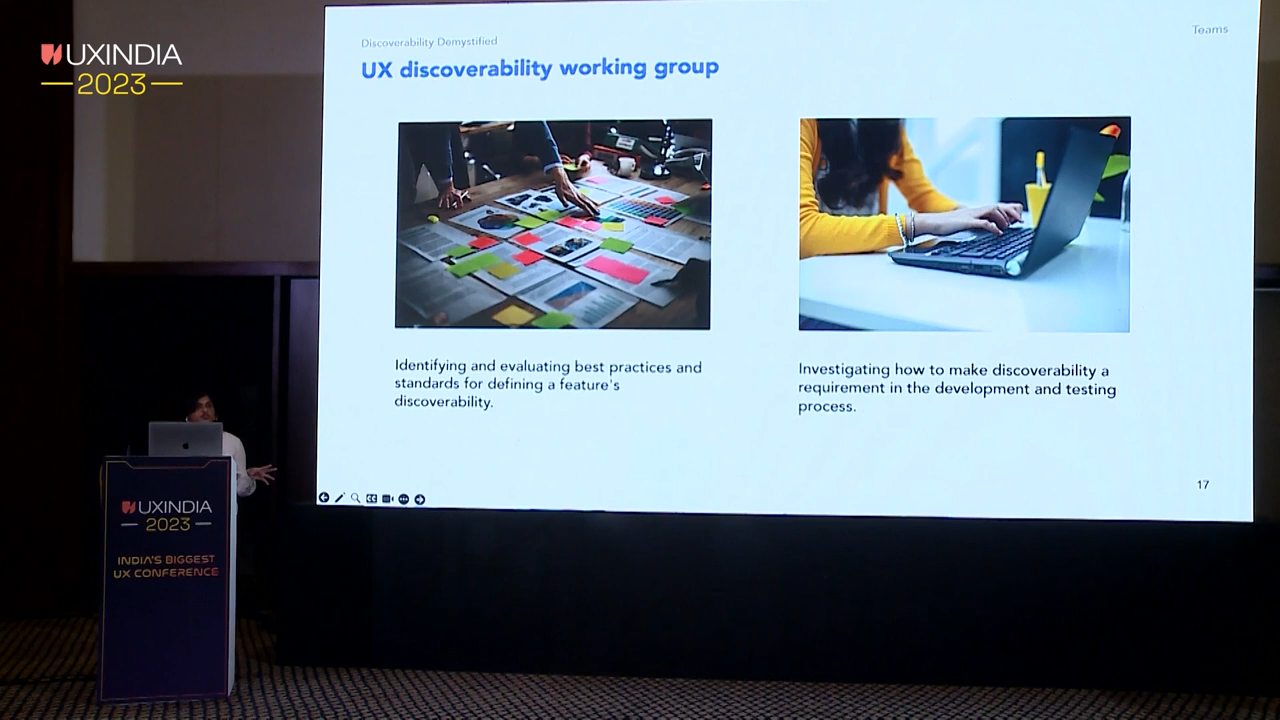 UXINDIA
2023
Discoverability Demystified
Teams
UX discoverability working group
Identifying and evaluating best practices and
standards for defining a feature's
discoverability.
Investigating how to make discoverability a
requirement in the development and testing
process.
17
UXINDIA
2023
INDIA'S BIGGEST
UX CONFERENCE